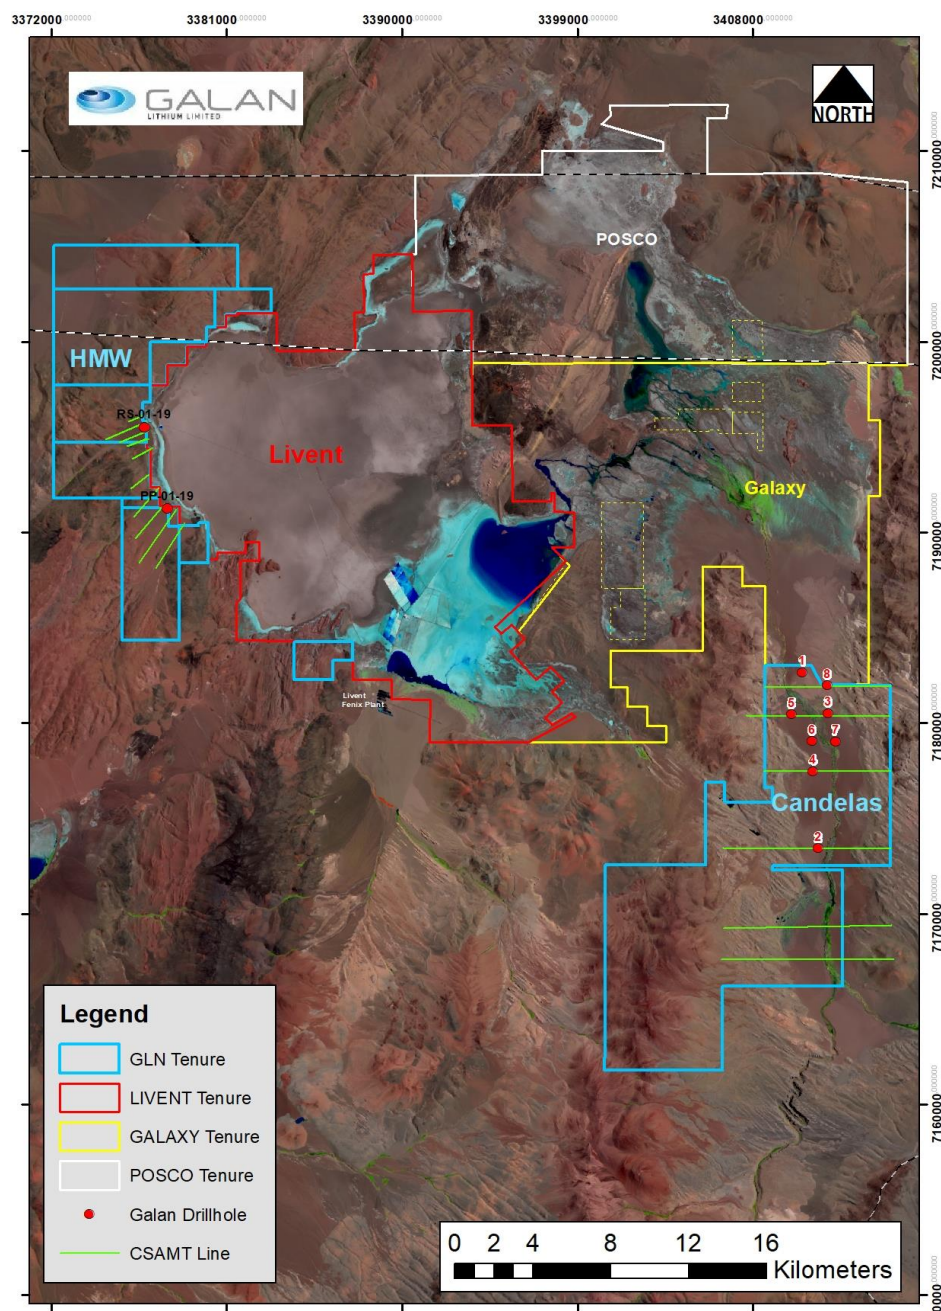 3372000.000000 3381000.000000 3390000.000000 3399000.000000 3408000.000000
GALAN
LITHIUM LIMITED
NORTH
7210000.000000
POSCO
7200000.000000
HMW
RS-01-19
Livent
Galaxy
PP-01-19
7190000.000000
1
8
5
3
Livent
Fenix Plant
6
7
7180000.000000
4
Candelas
2
7170000.000000
Legend
GLN Tenure
LIVENT Tenure
GALAXY Tenure
POSCO Tenure
Galan Drillhole
CSAMT Line
7160000.000000
0 2 4 8 12 16
Kilometers